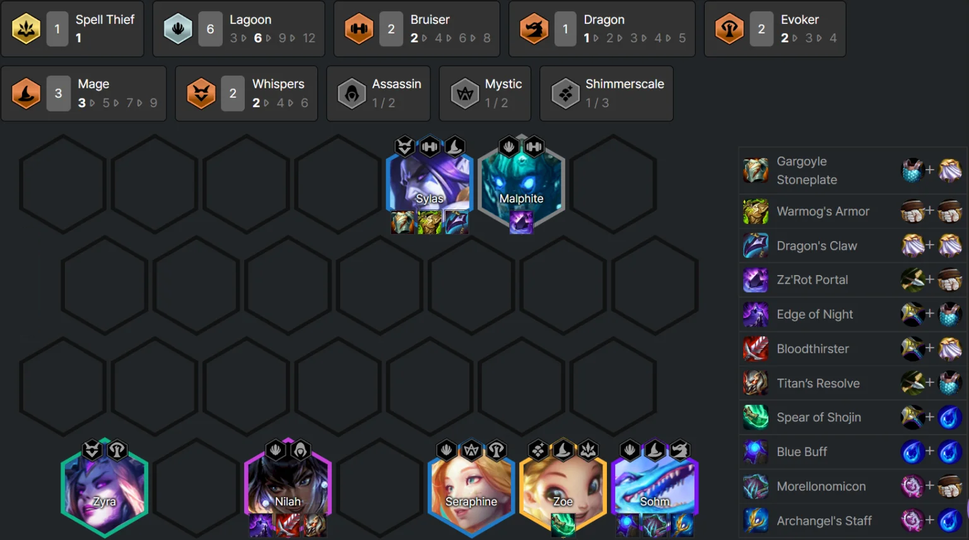 1 Spell Thief
1
6 Lagoon
3 > 6 > 9 > 12
2 Bruiser
2 > 4 > 6 > 8
1 Dragon
1 > 2 > 3 > 4 > 5
2 Evoker
2 > 3 > 4
3 Mage
3 > 5 > 7 > 9
2 Whispers
2 > 4 > 6
Assassin
1 / 2
Mystic
1 / 2
Shimmerscale
1 / 3
Sylas
Malphite
Zyra
Nilah
Seraphine
Zoe
Sohm
Gargoyle
Stoneplate
+
Warmog's Armor +
Dragon's Claw +
Zz'Rot Portal +
Edge of Night +
Bloodthirster +
Titan's Resolve +
Spear of Shojin +
Blue Buff +
Morellonomicon +
Archangel's Staff +